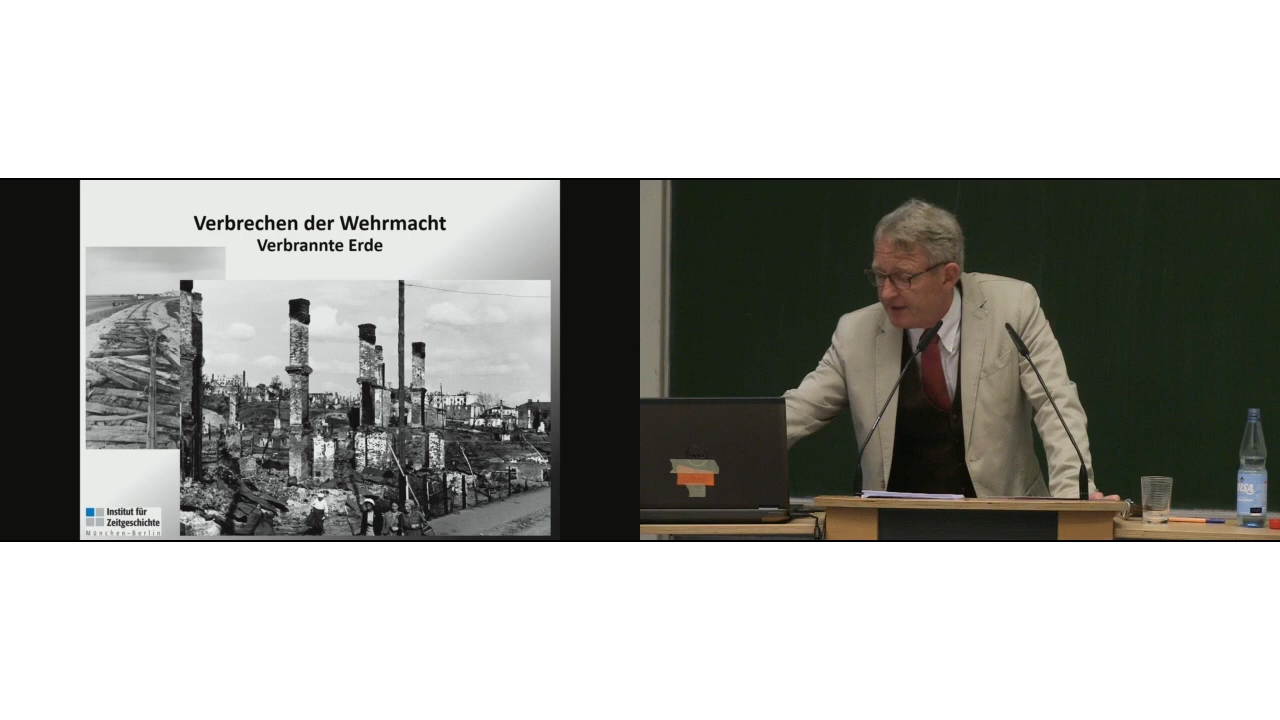 Verbrechen der Wehrmacht
Verbrannte Erde
Institut für
Zeitgeschichte
München-Berlin